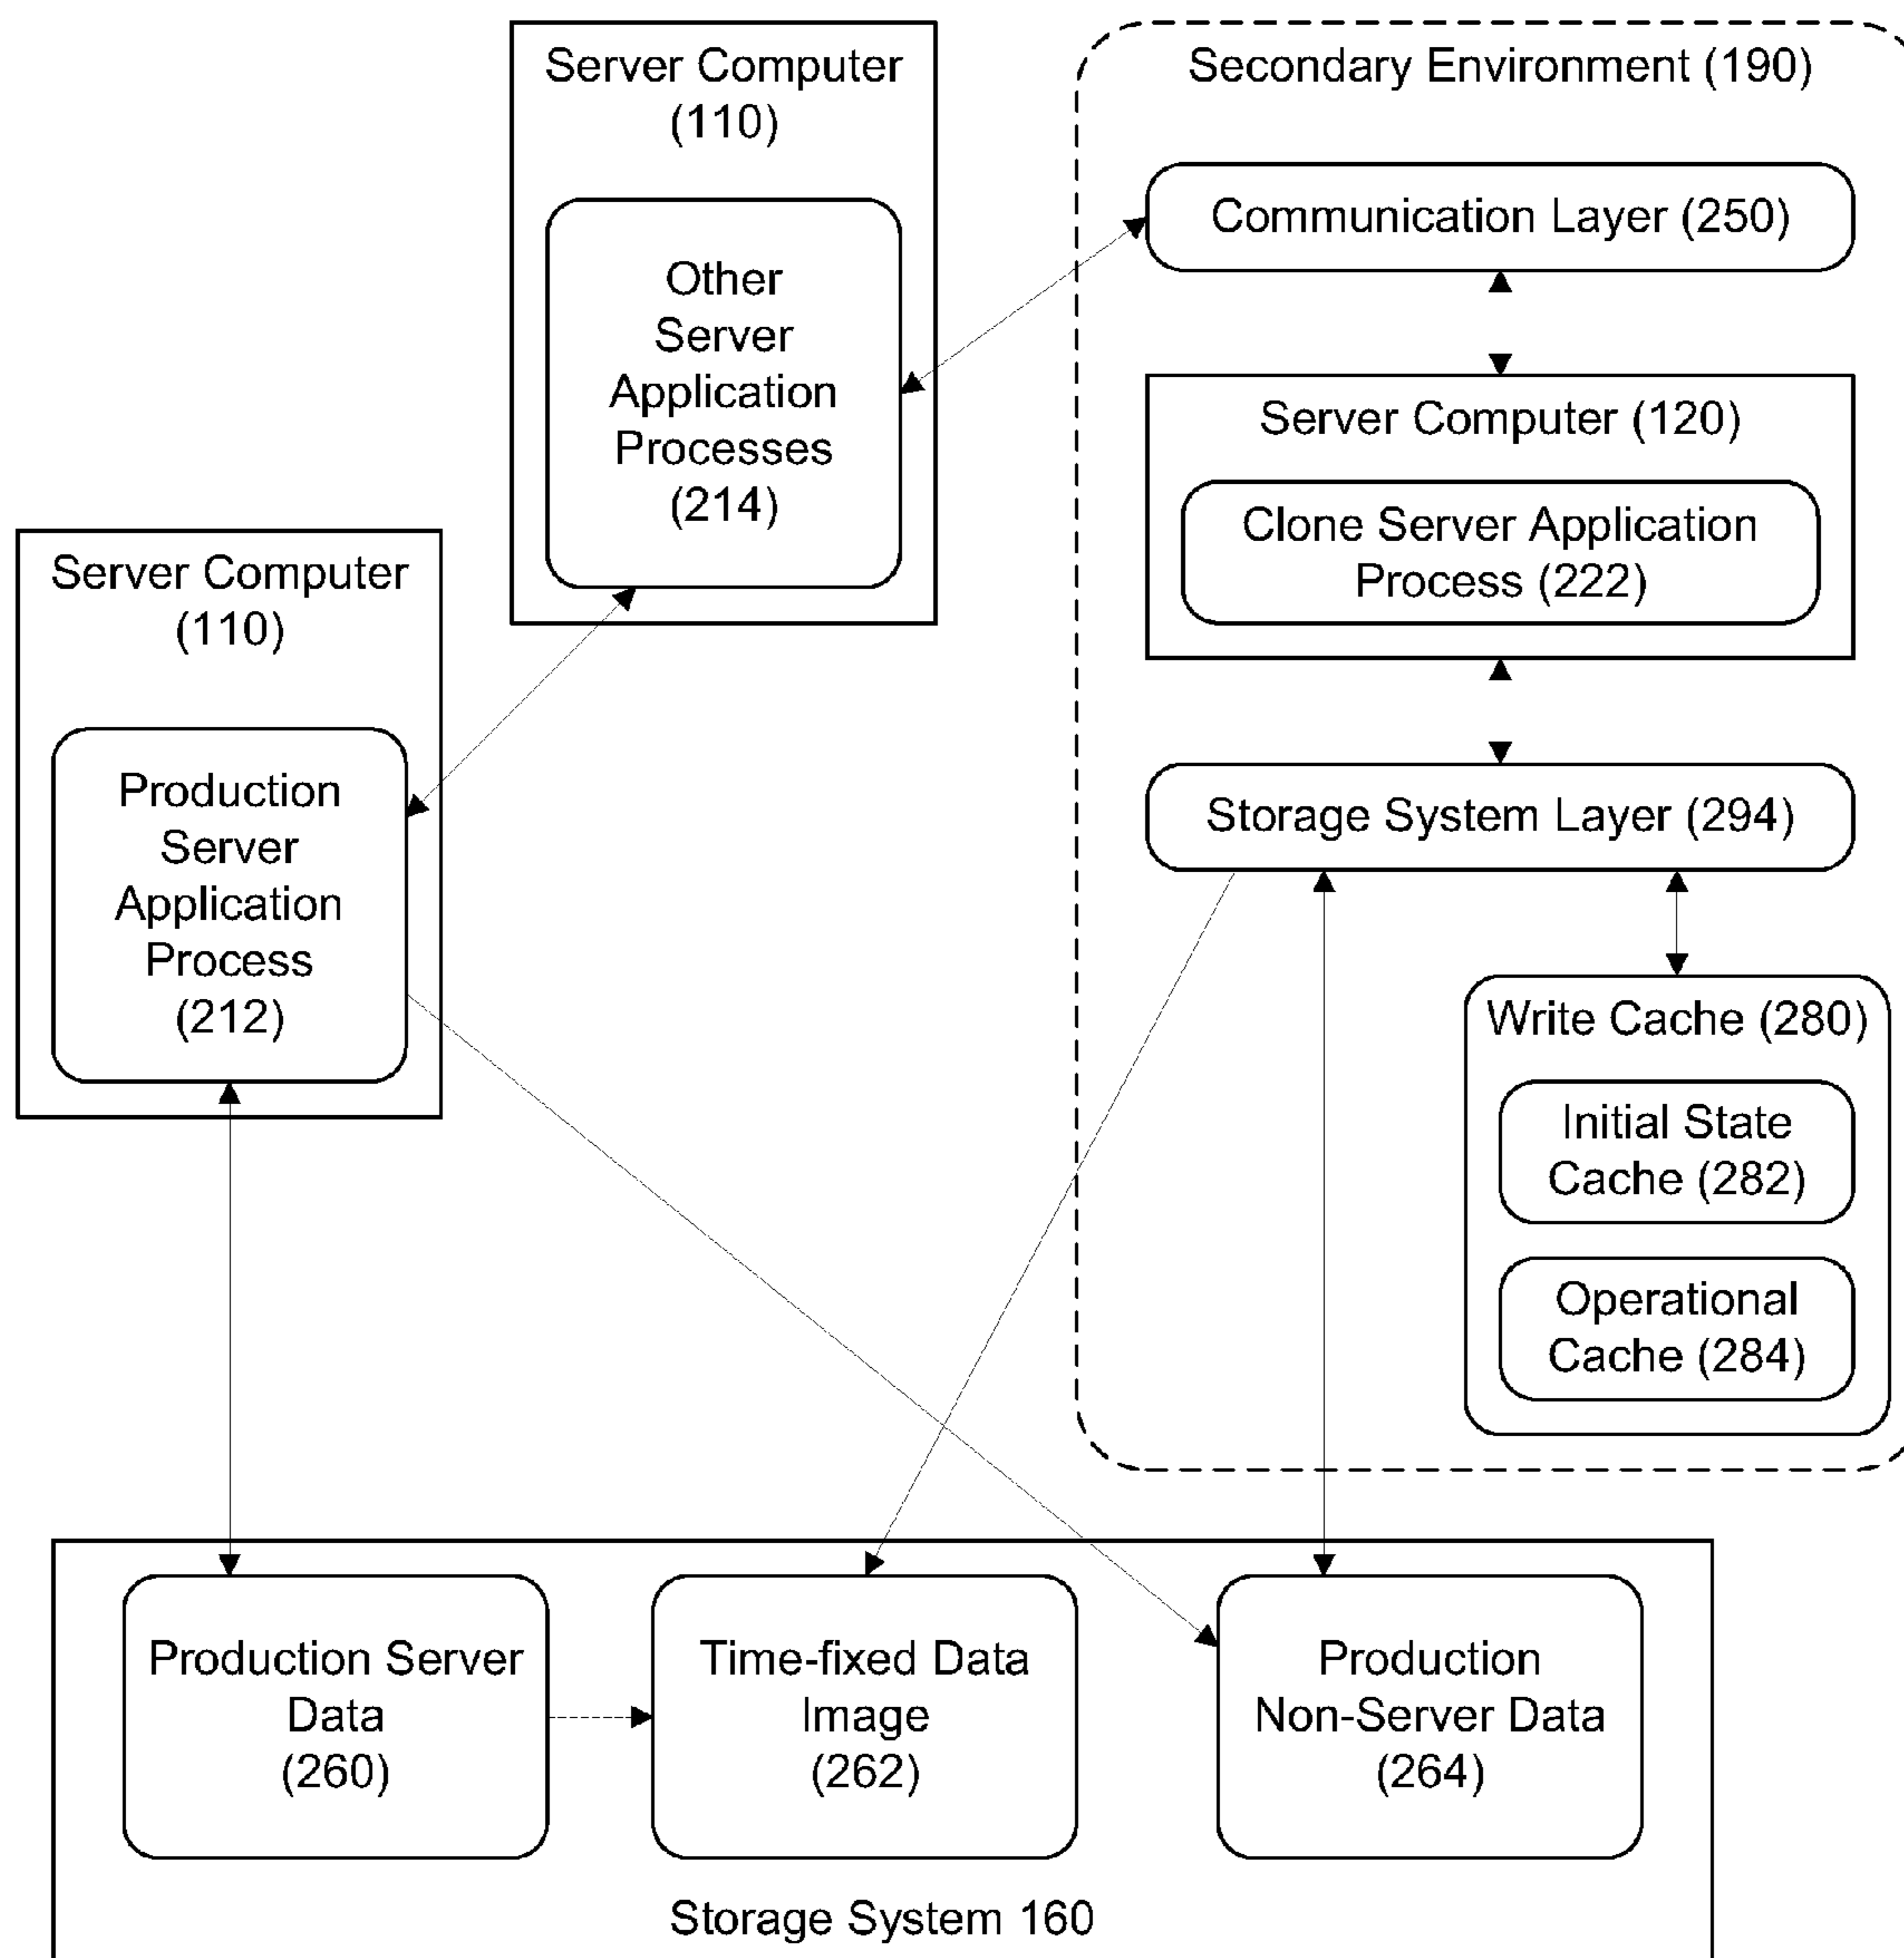 Server Computer
(110)
Other
Server
Application
Processes
(214)
Secondary Environment (190)
Communication Layer (250)
Server Computer (120)
Clone Server Application
Process (222)
Server Computer
(110)
Production
Server
Application
Process
(212)
Storage System Layer (294)
Write Cache (280)
Initial State
Cache (282)
Operational
Cache (284)
Production Server
Data
(260)
Time-fixed Data
Image
(262)
Production
Non-Server Data
(264)
Storage System 160